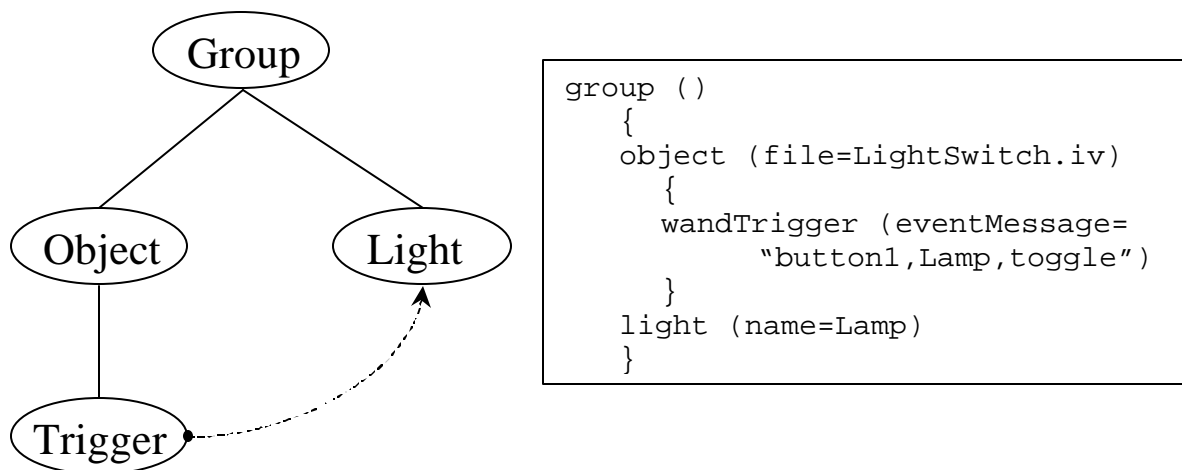 Group
Object
Light
Trigger
group ()
{
object (file=LightSwitch.iv)
{
wandTrigger (eventMessage=
“button1,Lamp,toggle”)
}
light (name=Lamp)
}